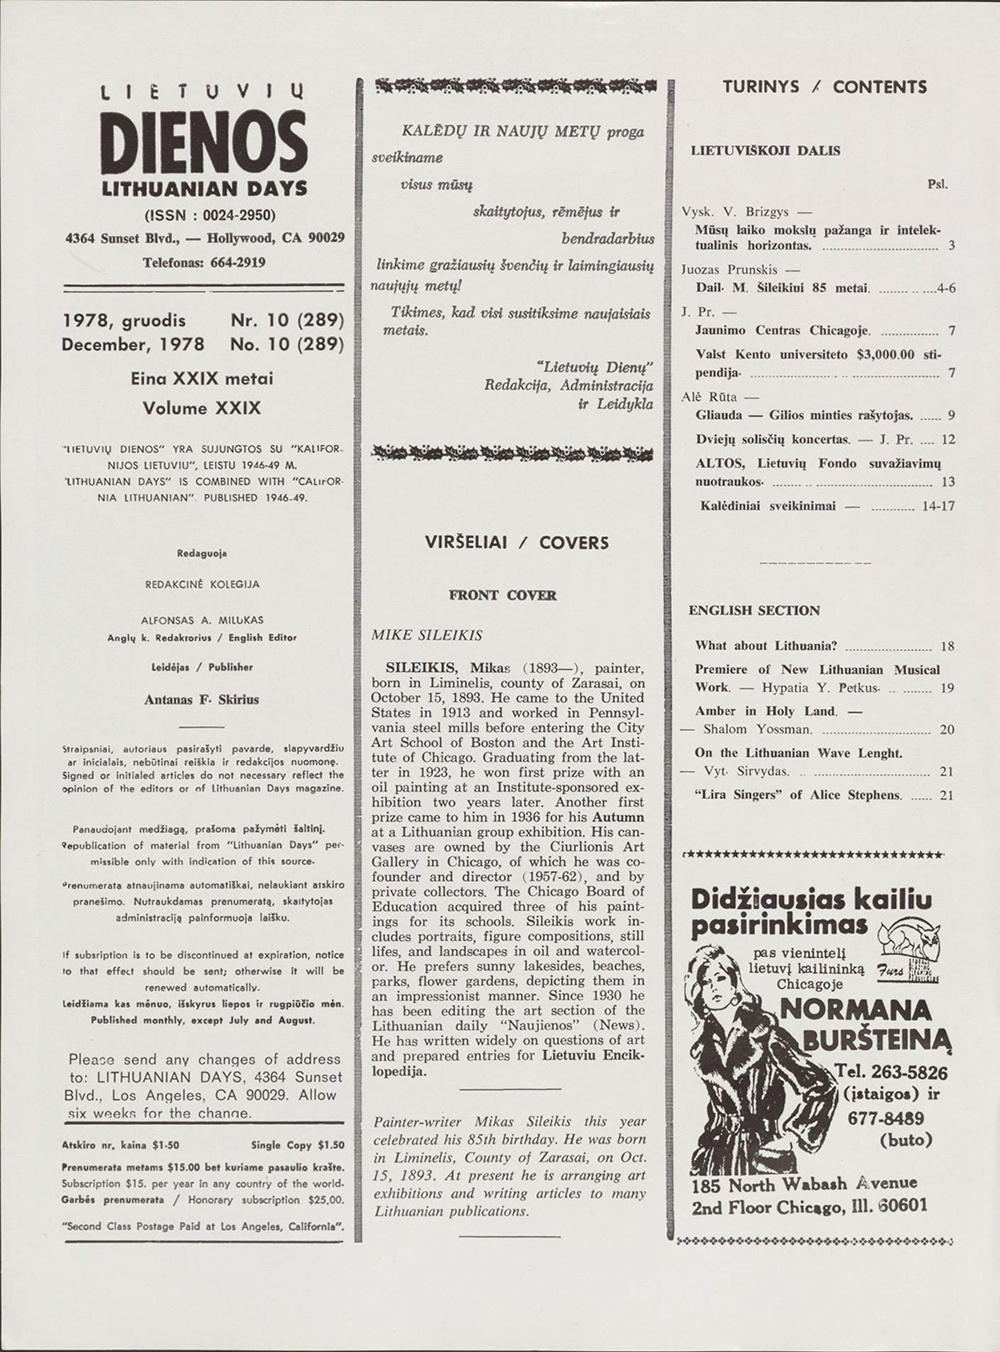 LIETUVIŲ
DIENOS
LITHUANIAN DAYS
(ISSN : 0024-2950)
4364 Sunset Blvd., — Hollywood, CA 90029
Telefonas: 664-2919
1978, gruodis Nr. 10 (289)
December, 1978 No. 10 (289)
Eina XXIX metai
Volume XXIX
"LIETUVIŲ DIENOS" YRA SUJUNGTOS SU "KALIFOR-
NIJOS LIETUVIU", LEISTU 1946-49 M.
"LITHUANIAN DAYS" IS COMBINED WITH "CALIFOR-
NIA LITHUANIAN". PUBLISHED 1946-49.
Redaguoja
REDAKCINĖ KOLEGIJA
ALFONSAS A. MILUKAS
Anglų k. Redaktorius / English Editor
Leidėjas / Publisher
Antanas F. Skirius
Straipsniai, autoriaus pasirašyti pavarde, slapyvardžiu
ar inicialais, nebūtinai reiškia ir redakcijos nuomonę.
Signed or initialed articles do not necessary reflect the
opinion of the editors or of Lithuanian Days magazine.
Panaudojant medžiagą, prašoma pažymėti šaltinį.
Republication of material from "Lithuanian Days" per-
missible only with indication of this source.
Prenumerata atnaujinama automatiškai, nelaukiant atskiro
pranešimo. Nutraukdamas prenumeratą, skaitytojas
administraciją painformuoja laišku.
If subsription is to be discontinued at expiration, notice
to that effect should be sent; otherwise it will be
renewed automatically.
Leidžiama kas mėnuo, išskyrus liepos ir rugpiūčio mėn.
Published monthly, except July and August.
Please send any changes of address
to: LITHUANIAN DAYS, 4364 Sunset
Blvd., Los Angeles, CA 90029. Allow
six weeks for the change.
Atskiro nr. kaina $1.50 Single Copy $1.50
Prenumerata metams $15.00 bet kuriame pasaulio krašte.
Subscription $15. per year in any country of the world.
Garbės prenumerata / Honorary subscription $25.00.
"Second Class Postage Paid at Los Angeles, California".
KALĖDŲ IR NAUJŲ METŲ proga
sveikiname
visus mūsų
skaitytojus, rėmėjus ir
bendradarbius
linkime gražiausių švenčių ir laimingiausių
naujųjų metų!
Tikimes, kad visi susitiksime naujaisiais
metais.
"Lietuvių Dienų"
Redakcija, Administracija
ir Leidykla
VIRŠELIAI / COVERS
FRONT COVER
MIKE SILEIKIS
SILEIKIS, Mikas (1893—), painter,
born in Liminelis, county of Zarasai, on
October 15, 1893. He came to the United
States in 1913 and worked in Pennsyl-
vania steel mills before entering the City
Art School of Boston and the Art Insti-
tute of Chicago. Graduating from the lat-
ter in 1923, he won first prize with an
oil painting at an Institute-sponsored ex-
hibition two years later. Another first
prize came to him in 1936 for his Autumn
at a Lithuanian group exhibition. His can-
vases are owned by the Ciurlionis Art
Gallery in Chicago, of which he was co-
founder and director (1957-62), and by
private collectors. The Chicago Board of
Education acquired three of his paint-
ings for its schools. Sileikis work in-
cludes portraits, figure compositions, still
lifes, and landscapes in oil and watercol-
or. He prefers sunny lakesides, beaches,
parks, flower gardens, depicting them in
an impressionist manner. Since 1930 he
has been editing the art section of the
Lithuanian daily "Naujienos" (News).
He has written widely on questions of art
and prepared entries for Lietuviu Encik-
lopedija.
Painter-writer Mikas Sileikis this year
celebrated his 85th birthday. He was born
in Liminelis, County of Zarasai, on Oct.
15, 1893. At present he is arranging art
exhibitions and writing articles to many
Lithuanian publications.
TURINYS / CONTENTS
LIETUVIŠKOJI DALIS
Psl.
Vysk. V. Brizgys —
Mūsų laiko mokslų pažanga ir intelek-
tualinis horizontas. 3
Juozas Prunskis —
Dail. M. Šileikiui 85 metai. 4-6
J. Pr. —
Jaunimo Centras Chicagoje. 7
Valst Kento universiteto $3,000.00 sti-
pendija. 7
Alė Rūta —
Gliauda — Gilios minties rašytojas. 9
Dviejų solisčių koncertas. — J. Pr. 12
ALTOS, Lietuvių Fondo suvažiavimų
nuotraukos. 13
Kalėdiniai sveikinimai — 14-17
ENGLISH SECTION
What about Lithuania? 18
Premiere of New Lithuanian Musical
Work. — Hypatia Y. Petkus. 19
Amber in Holy Land. —
— Shalom Yossman. 20
On the Lithuanian Wave Lenght.
— Vyt. Sirvydas. 21
"Lira Singers" of Alice Stephens. 21
Didžiausias kailiu
pasirinkimas
pas vienintelį
lietuvį kailininką
Chicagoje
Furs
NORMANA
BURŠTEINĄ
Tel. 263-5826
(įstaigos) ir
677-8489
(buto)
185 North Wabash Avenue
2nd Floor Chicago, Ill. 60601